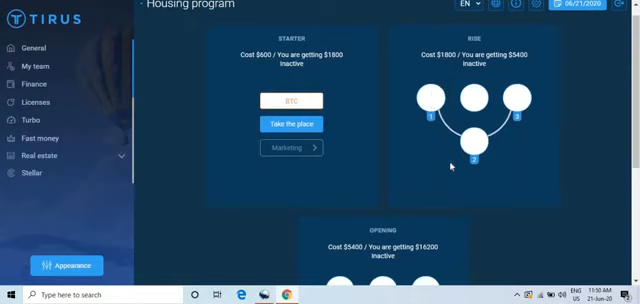 TIRUS
Housing program
EN
06/21/2020
General
My team
Finance
Licenses
Turbo
Fast money
Real estate
Stellar
Appearance
STARTER
Cost $600 / You are getting $1800
Inactive
BTC
Take the place
Marketing
RISE
Cost $1800 / You are getting $5400
Inactive
1
3
2
OPENING
Cost $5400 / You are getting $16200
Inactive
Type here to search
ENG
US
11:50 AM
21-Jun-20